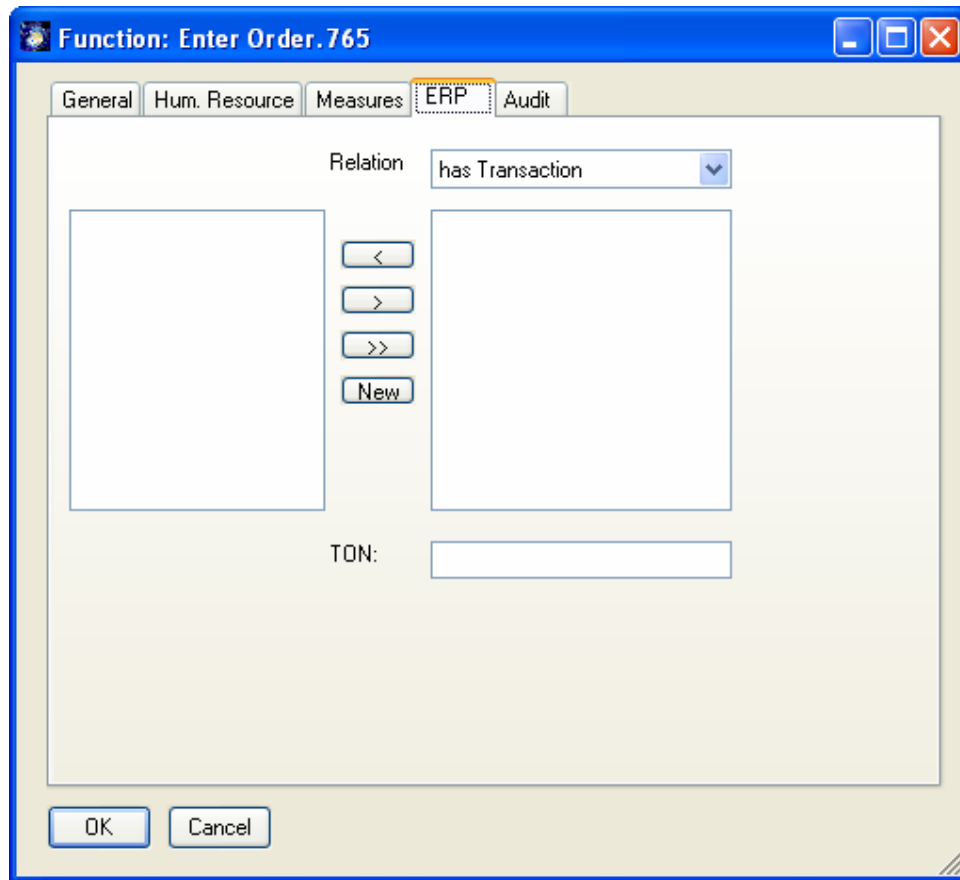 Function: Enter Order.765
General Hum. Resource Measures ERP Audit
Relation has Transaction
<
>
>>
New
TON:
OK Cancel